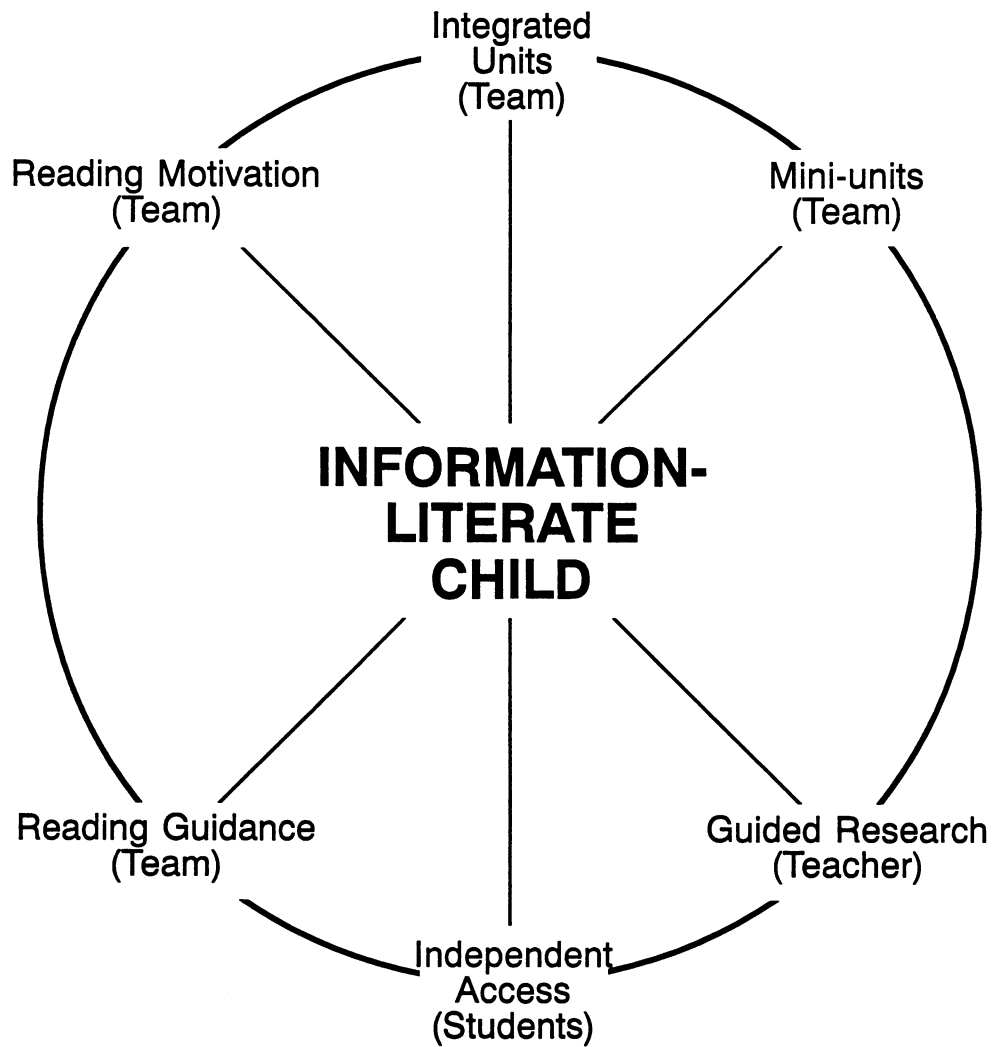 Integrated
Units
(Team)
Reading Motivation
(Team)
Mini-units
(Team)
INFORMATION-
LITERATE
CHILD
Reading Guidance
(Team)
Guided Research
(Teacher)
Independent
Access
(Students)